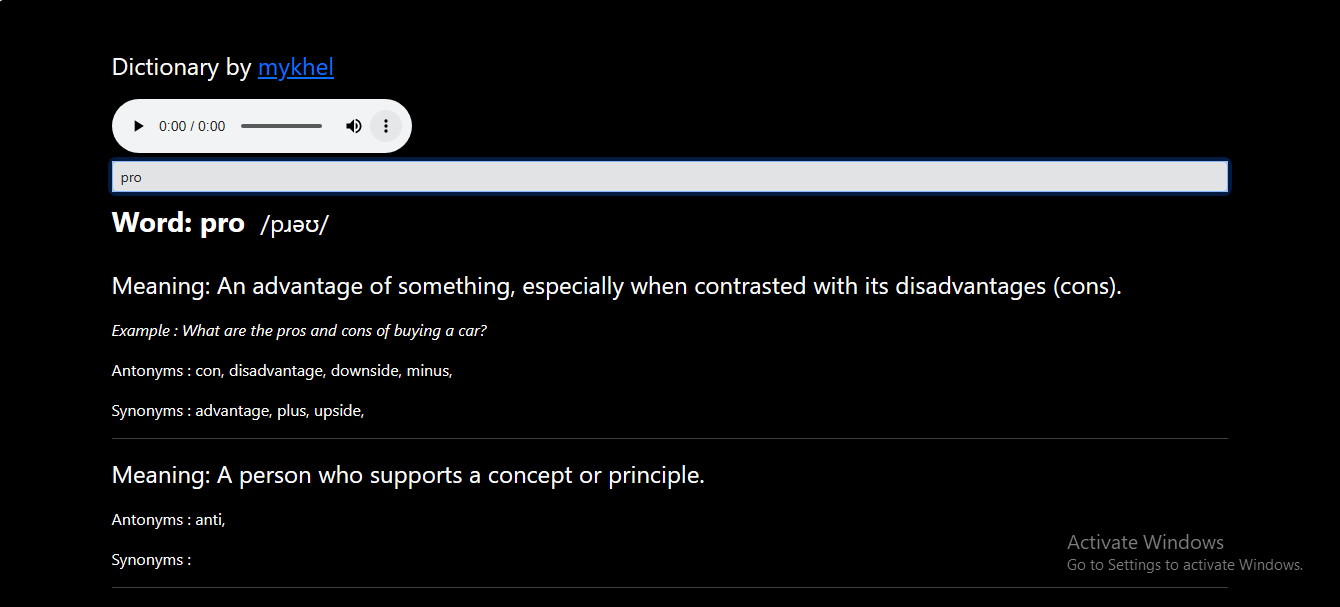 Dictionary by mykhel
0:00 / 0:00
pro
Word: pro /pɹəʊ/
Meaning: An advantage of something, especially when contrasted with its disadvantages (cons).
Example : What are the pros and cons of buying a car?
Antonyms : con, disadvantage, downside, minus,
Synonyms : advantage, plus, upside,
Meaning: A person who supports a concept or principle.
Antonyms : anti,
Synonyms :
Activate Windows
Go to Settings to activate Windows.